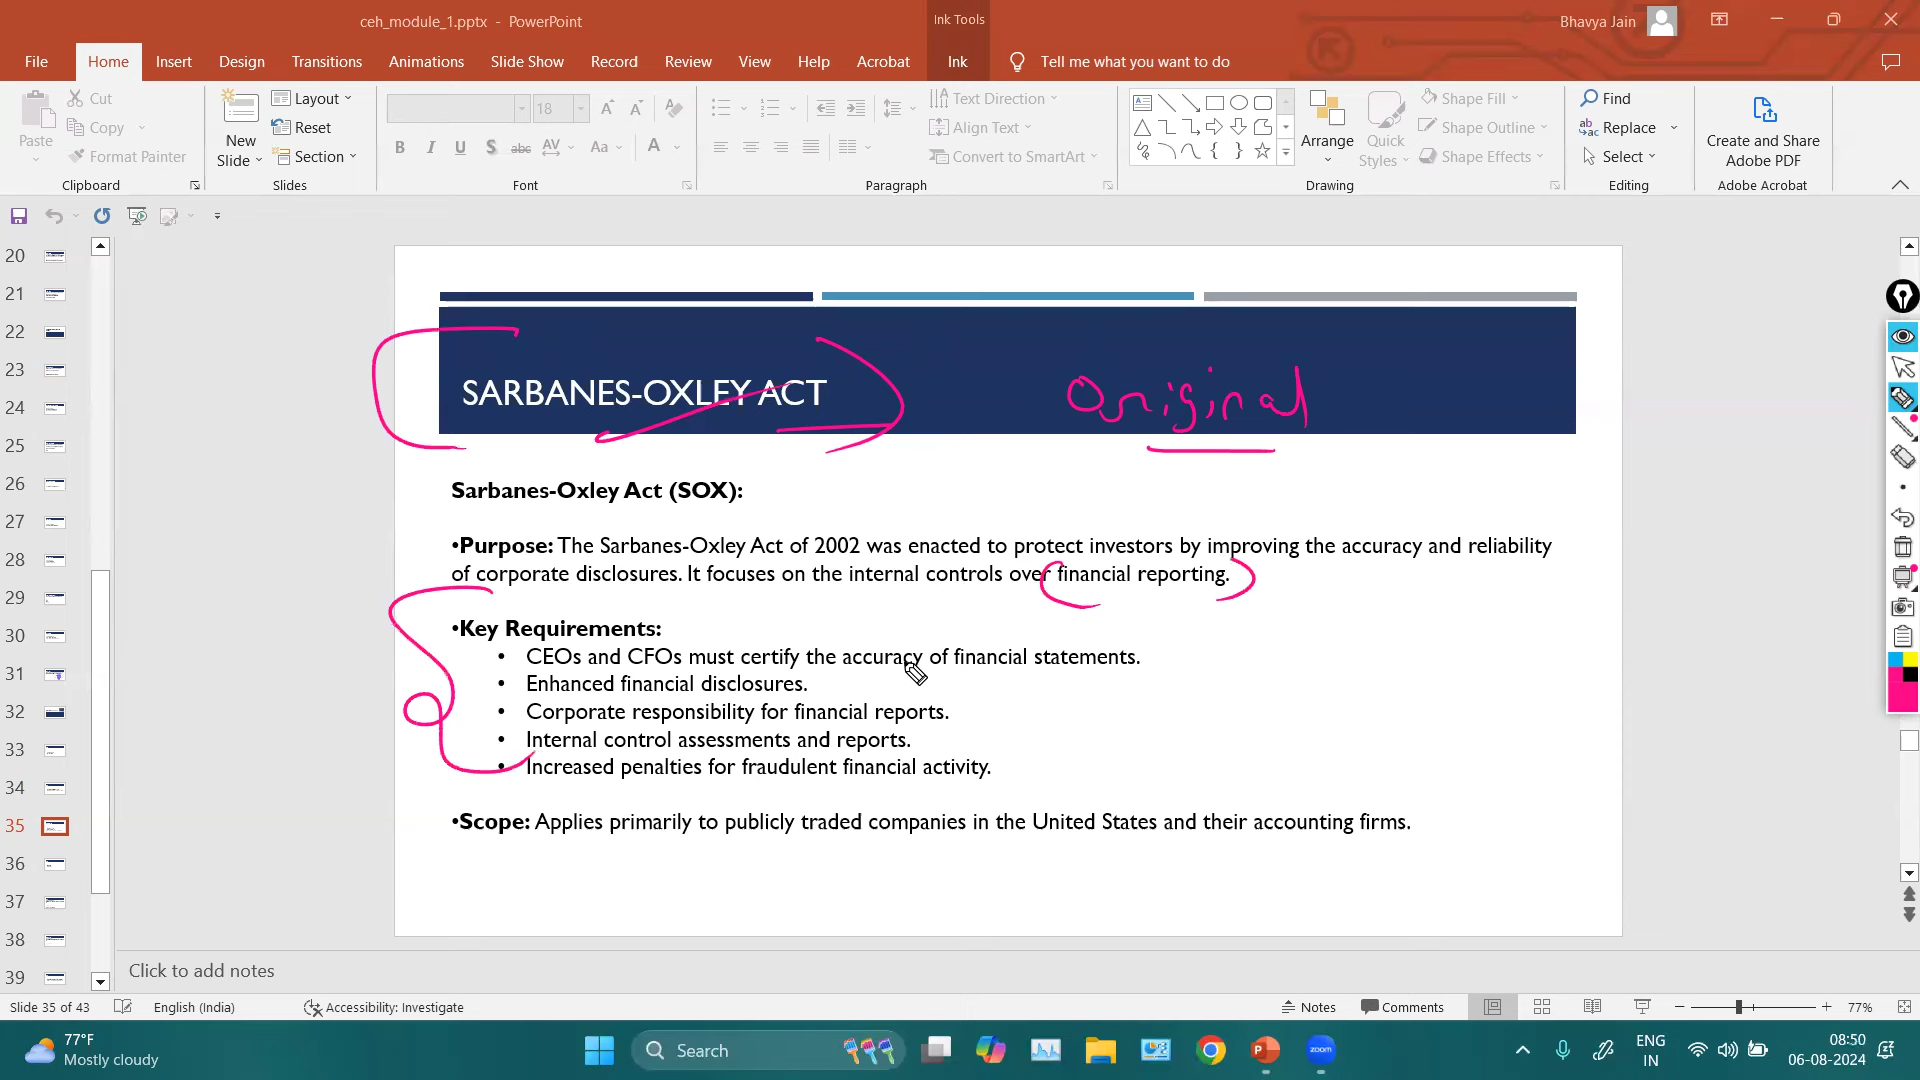 ceh_module_1.pptx - PowerPoint
Ink Tools
Bhavya Jain
File
Home
Insert
Design
Transitions
Animations
Slide Show
Record
Review
View
Help
Acrobat
Ink
Tell me what you want to do
Paste
Cut
Copy
Format Painter
Clipboard
New
Slide
Layout
Reset
Section
Slides
18
B I U S abc AV Aa A
Font
Text Direction
Align Text
Convert to SmartArt
Paragraph
Arrange
Quick
Styles
Shape Fill
Shape Outline
Shape Effects
Drawing
Find
Replace
Select
Editing
Create and Share
Adobe PDF
Adobe Acrobat
20
21
22
23
24
25
26
27
28
29
30
31
32
33
34
35
36
37
38
39
SARBANES-OXLEY ACT
Original
Sarbanes-Oxley Act (SOX):
•Purpose: The Sarbanes-Oxley Act of 2002 was enacted to protect investors by improving the accuracy and reliability
of corporate disclosures. It focuses on the internal controls over financial reporting.
•Key Requirements:
• CEOs and CFOs must certify the accuracy of financial statements.
• Enhanced financial disclosures.
• Corporate responsibility for financial reports.
• Internal control assessments and reports.
• Increased penalties for fraudulent financial activity.
•Scope: Applies primarily to publicly traded companies in the United States and their accounting firms.
Click to add notes
Slide 35 of 43
English (India)
Accessibility: Investigate
Notes
Comments
77%
77°F
Mostly cloudy
Search
zoom
ENG
IN
08:50
06-08-2024